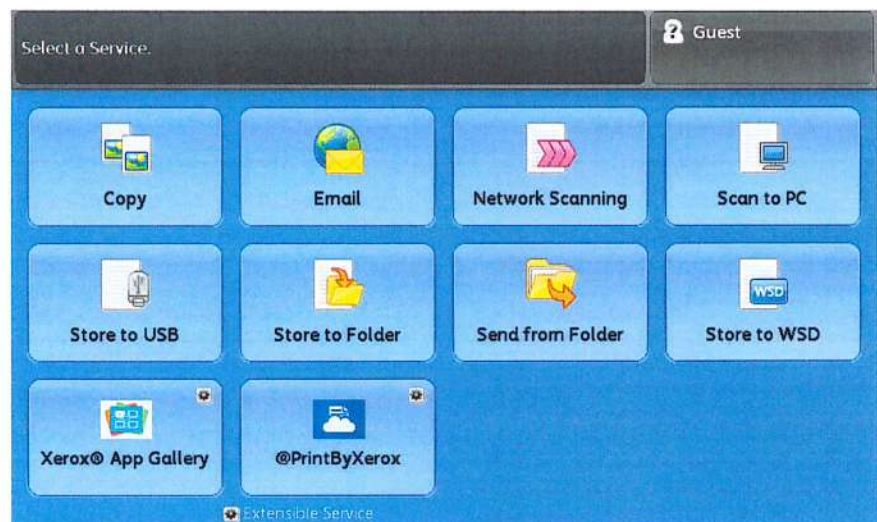 Select a Service.
Guest
Copy
Email
Network Scanning
Scan to PC
Store to USB
Store to Folder
Send from Folder
WSD
Store to WSD
Xerox® App Gallery
@PrintByXerox
Extensible Service